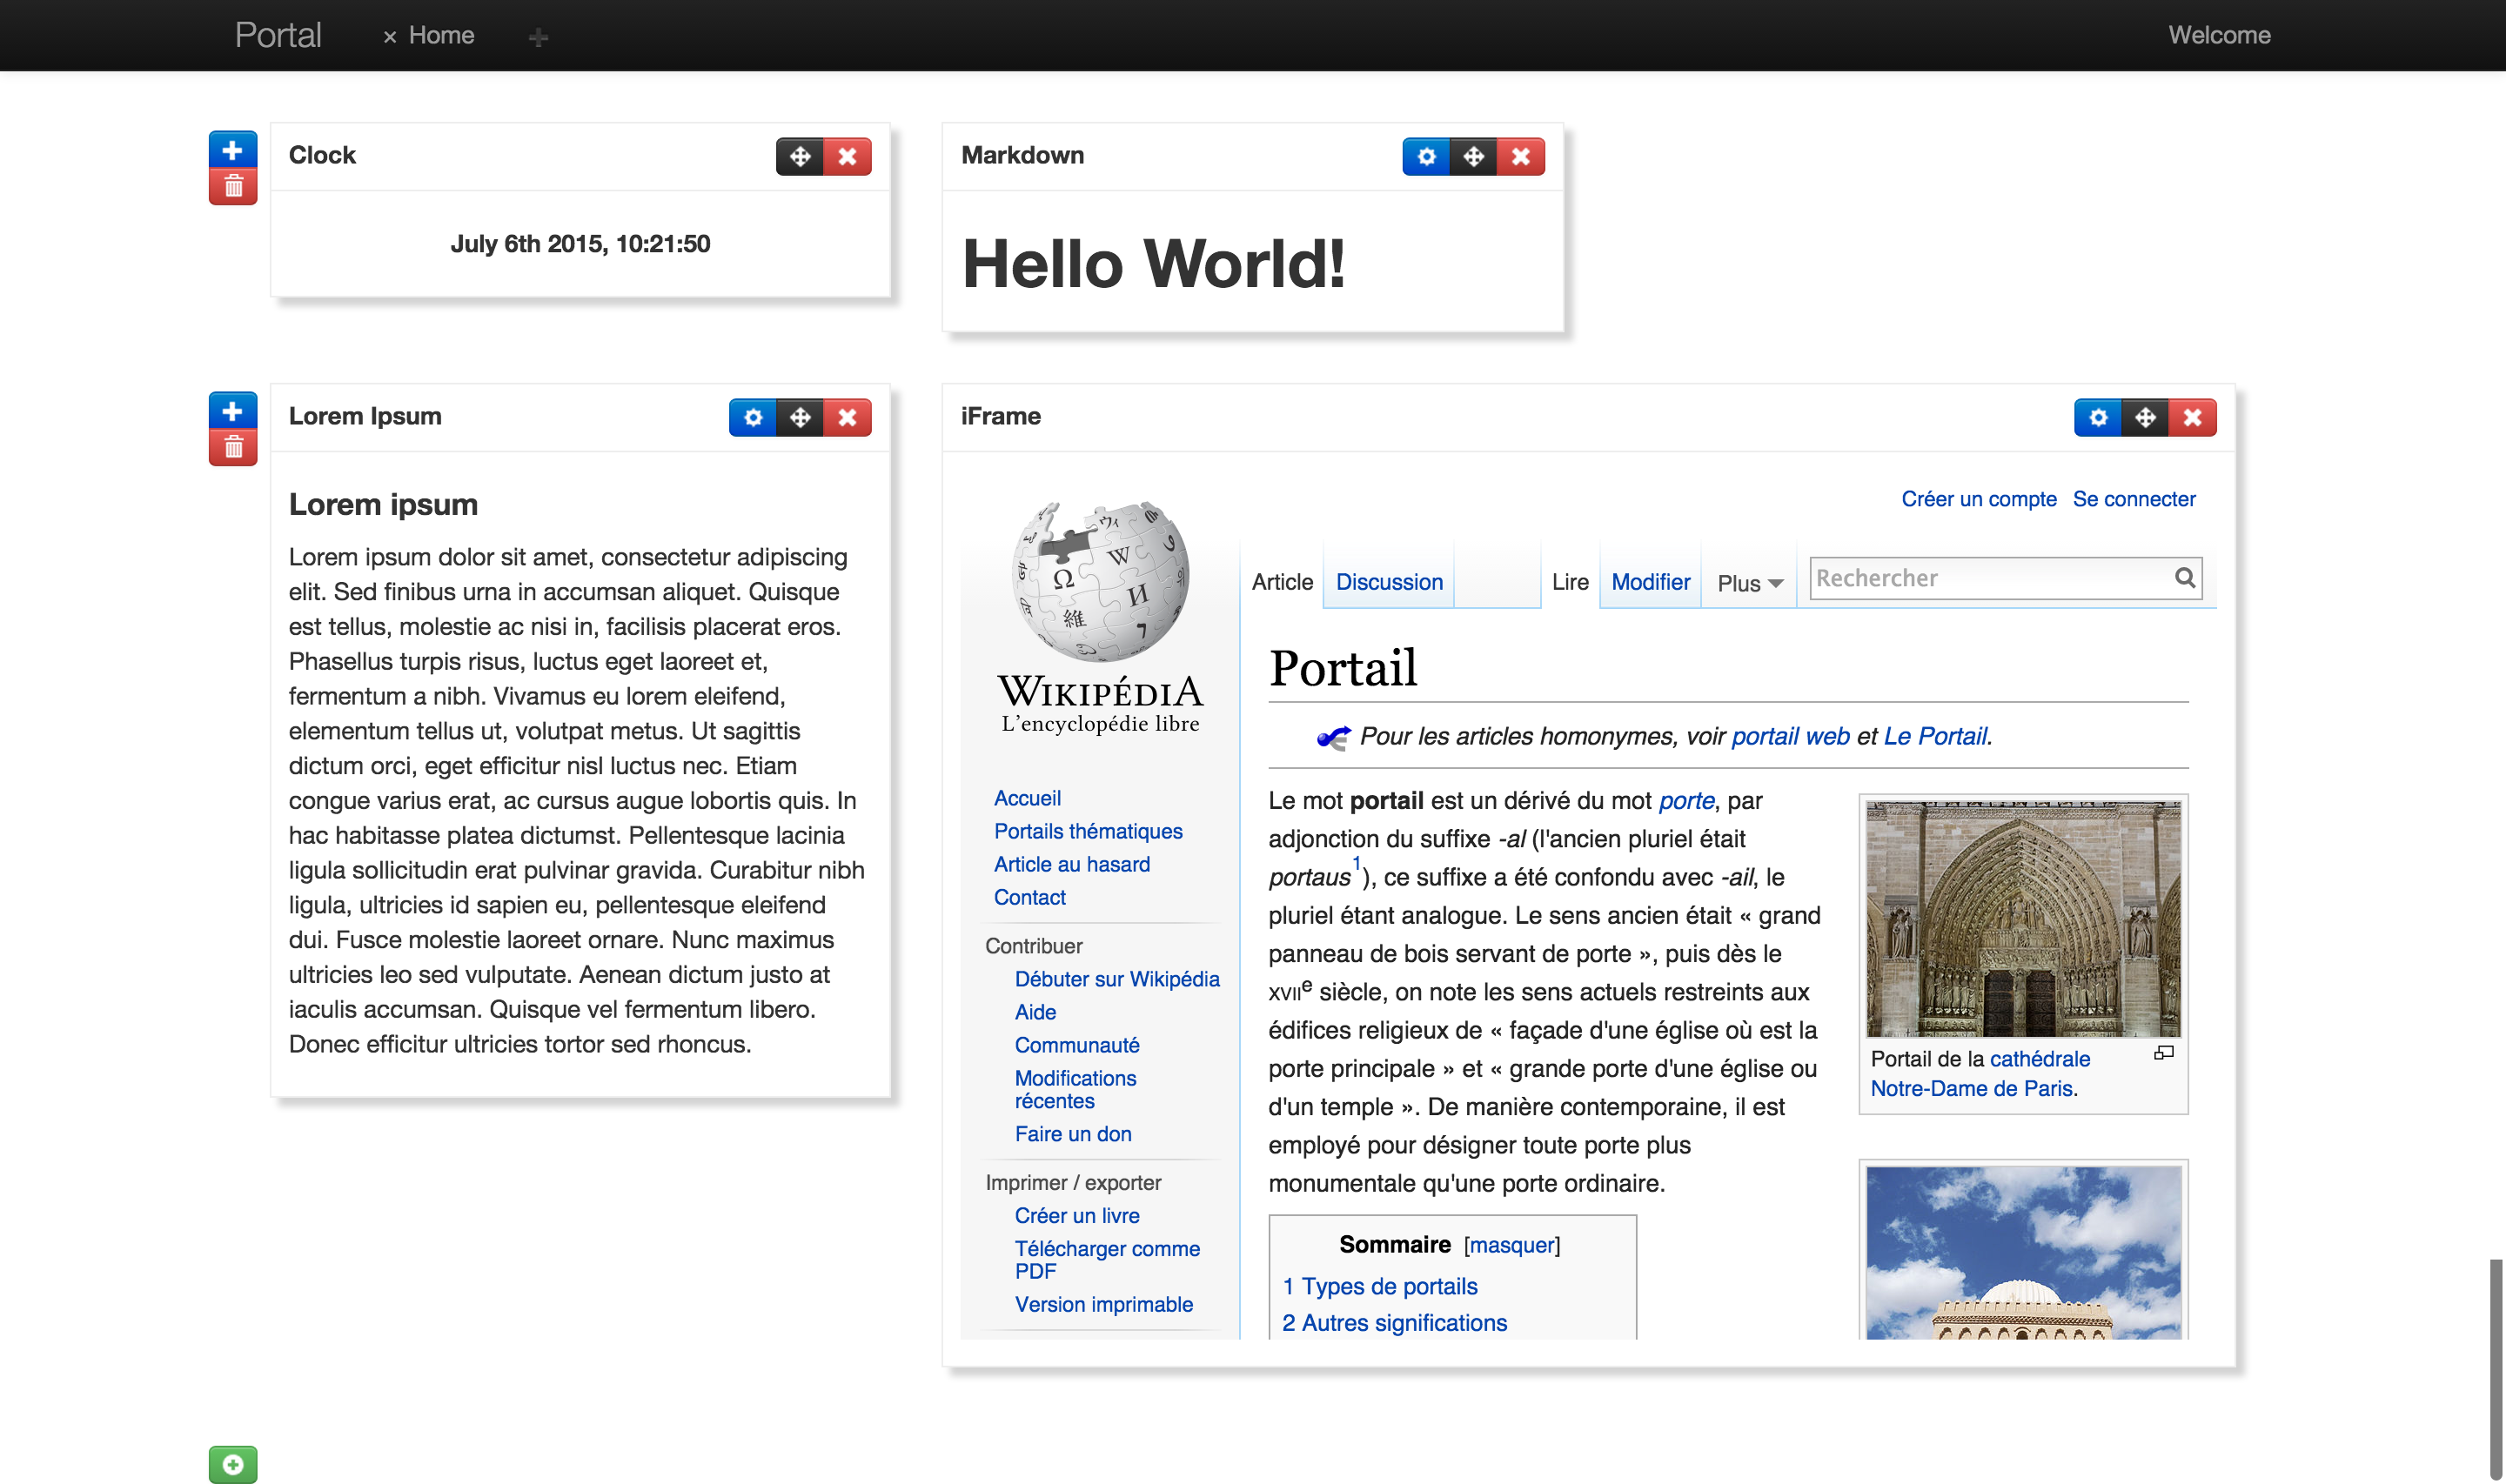 Portal × Home Welcome
Clock
July 6th 2015, 10:21:50
Markdown
Hello World!
Lorem Ipsum
Lorem ipsum
Lorem ipsum dolor sit amet, consectetur adipiscing
elit. Sed finibus urna in accumsan aliquet. Quisque
est tellus, molestie ac nisi in, facilisis placerat eros.
Phasellus turpis risus, luctus eget laoreet et,
fermentum a nibh. Vivamus eu lorem eleifend,
elementum tellus ut, volutpat metus. Ut sagittis
dictum orci, eget efficitur nisl luctus nec. Etiam
congue varius erat, ac cursus augue lobortis quis. In
hac habitasse platea dictumst. Pellentesque lacinia
ligula sollicitudin erat pulvinar gravida. Curabitur nibh
ligula, ultricies id sapien eu, pellentesque eleifend
dui. Fusce molestie laoreet ornare. Nunc maximus
ultricies leo sed vulputate. Aenean dictum justo at
iaculis accumsan. Quisque vel fermentum libero.
Donec efficitur ultricies tortor sed rhoncus.
iFrame
Créer un compte Se connecter
Ω W И 維 ウィ
WIKIPÉDIA
L'encyclopédie libre
Accueil
Portails thématiques
Article au hasard
Contact
Contribuer
Débuter sur Wikipédia
Aide
Communauté
Modifications
récentes
Faire un don
Imprimer / exporter
Créer un livre
Télécharger comme
PDF
Version imprimable
Article Discussion Lire Modifier Plus Rechercher
Portail
Pour les articles homonymes, voir portail web et Le Portail.
Le mot portail est un dérivé du mot porte, par
adjonction du suffixe -al (l'ancien pluriel était
portaus1), ce suffixe a été confondu avec -ail, le
pluriel étant analogue. Le sens ancien était « grand
panneau de bois servant de porte », puis dès le
XVIIe siècle, on note les sens actuels restreints aux
édifices religieux de « façade d'une église où est la
porte principale » et « grande porte d'une église ou
d'un temple ». De manière contemporaine, il est
employé pour désigner toute porte plus
monumentale qu'une porte ordinaire.
Sommaire [masquer]
1 Types de portails
2 Autres significations
Portail de la cathédrale
Notre-Dame de Paris.